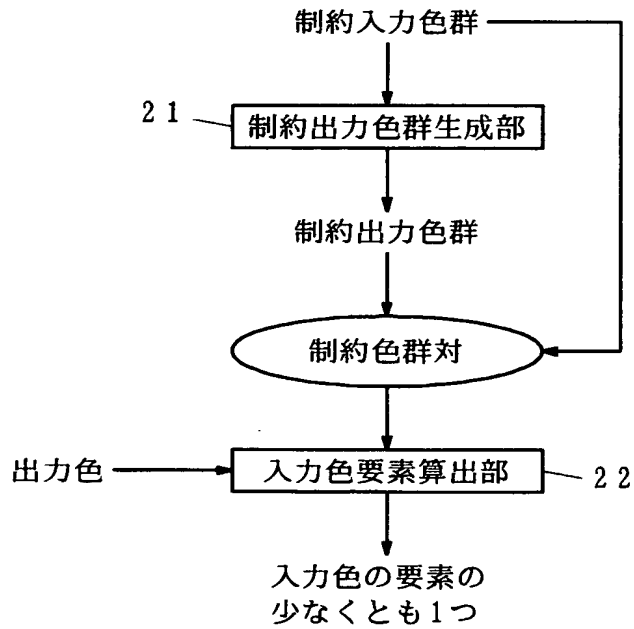 制約入力色群
21
制約出力色群生成部
制約出力色群
制約色群対
出力色
入力色要素算出部
22
入力色の要素の
少なくとも1つ